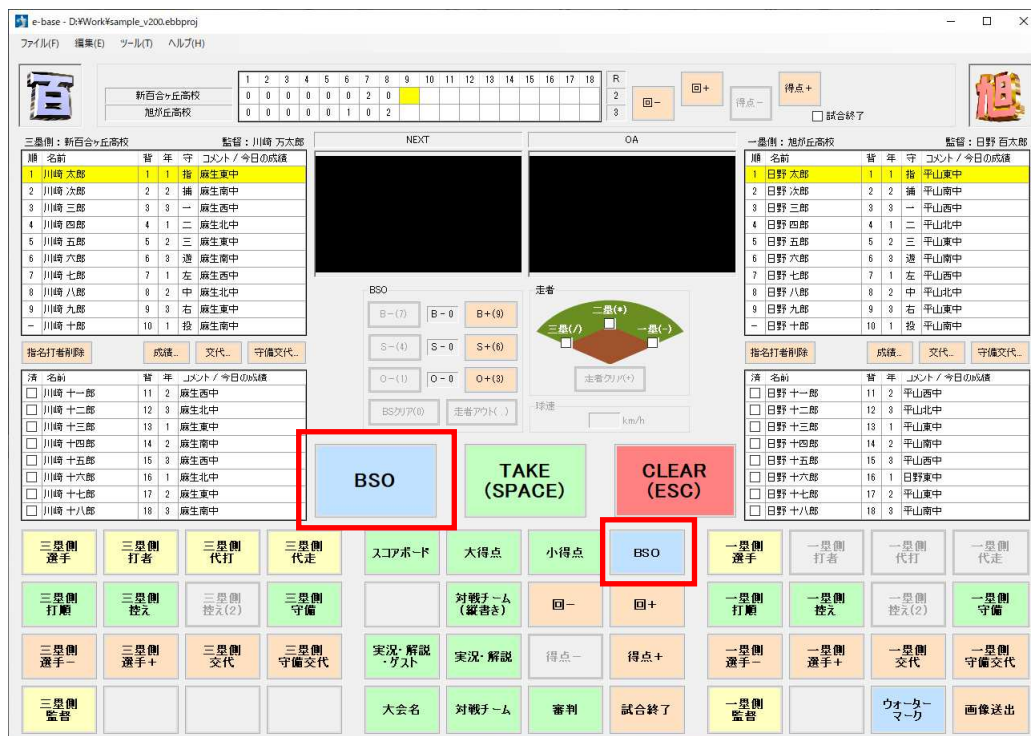 e-base - D:¥Work¥sample_v200.ebbproj
ファイル(F) 編集(E) ツール(T) ヘルプ(H)
百
1 2 3 4 5 6 7 8 9 10 11 12 13 14 15 16 17 18 R
新百合ヶ丘高校 0 0 0 0 0 0 2 0 2
旭が丘高校 0 0 0 0 0 1 0 2 3
回- 回+ 得点- 得点+
試合終了
旭
三塁側:新百合ヶ丘高校 監督:川崎 万太郎
順 名前 背 年 守 コメント / 今日の成績
1 川崎 太郎 1 1 指 麻生東中
2 川崎 次郎 2 2 捕 麻生南中
3 川崎 三郎 3 3 一 麻生西中
4 川崎 四郎 4 1 二 麻生北中
5 川崎 五郎 5 2 三 麻生東中
6 川崎 六郎 6 3 遊 麻生南中
7 川崎 七郎 7 1 左 麻生西中
8 川崎 八郎 8 2 中 麻生北中
9 川崎 九郎 9 3 右 麻生東中
- 川崎 十郎 10 1 投 麻生南中
指名打者削除 成績... 交代... 守備交代...
済 名前 背 年 コメント / 今日の成績
川崎 十一郎 11 2 麻生西中
川崎 十二郎 12 3 麻生北中
川崎 十三郎 13 1 麻生東中
川崎 十四郎 14 2 麻生南中
川崎 十五郎 15 3 麻生西中
川崎 十六郎 16 1 麻生北中
川崎 十七郎 17 2 麻生東中
川崎 十八郎 18 3 麻生南中
NEXT OA
BSO
B-(7) B - 0 B+(9)
S-(4) S - 0 S+(6)
O-(1) O - 0 O+(3)
BSクリア(0) 走者アウト(.)
走者
二塁(*)
三塁(/) 一塁(-)
走者クリア(+)
球速
km/h
BSO
TAKE
(SPACE)
CLEAR
(ESC)
一塁側:旭が丘高校 監督:日野 百太郎
順 名前 背 年 守 コメント / 今日の成績
1 日野 太郎 1 1 指 平山東中
2 日野 次郎 2 2 捕 平山南中
3 日野 三郎 3 3 一 平山西中
4 日野 四郎 4 1 二 平山北中
5 日野 五郎 5 2 三 平山東中
6 日野 六郎 6 3 遊 平山南中
7 日野 七郎 7 1 左 平山西中
8 日野 八郎 8 2 中 平山北中
9 日野 九郎 9 3 右 平山東中
- 日野 十郎 10 1 投 平山南中
指名打者削除 成績... 交代... 守備交代...
済 名前 背 年 コメント / 今日の成績
日野 十一郎 11 2 平山西中
日野 十二郎 12 3 平山北中
日野 十三郎 13 1 平山東中
日野 十四郎 14 2 平山南中
日野 十五郎 15 3 平山西中
日野 十六郎 16 1 日野東中
日野 十七郎 17 2 平山東中
日野 十八郎 18 3 平山南中
三塁側 三塁側 三塁側 三塁側
選手 打者 代打 代走
スコアボード 大得点 小得点 BSO
一塁側 一塁側 一塁側 一塁側
選手 打者 代打 代走
三塁側 三塁側 三塁側 三塁側
打順 控え 控え(2) 守備
対戦チーム
(縦書き)
回- 回+
一塁側 一塁側 一塁側 一塁側
打順 控え 控え(2) 守備
三塁側 三塁側 三塁側 三塁側
選手- 選手+ 交代 守備交代
実況・解説
・ゲスト
実況・解説 得点- 得点+
一塁側 一塁側 一塁側 一塁側
選手- 選手+ 交代 守備交代
三塁側
監督
大会名 対戦チーム 審判 試合終了
一塁側
監督
ウォーター
マーク
画像送出